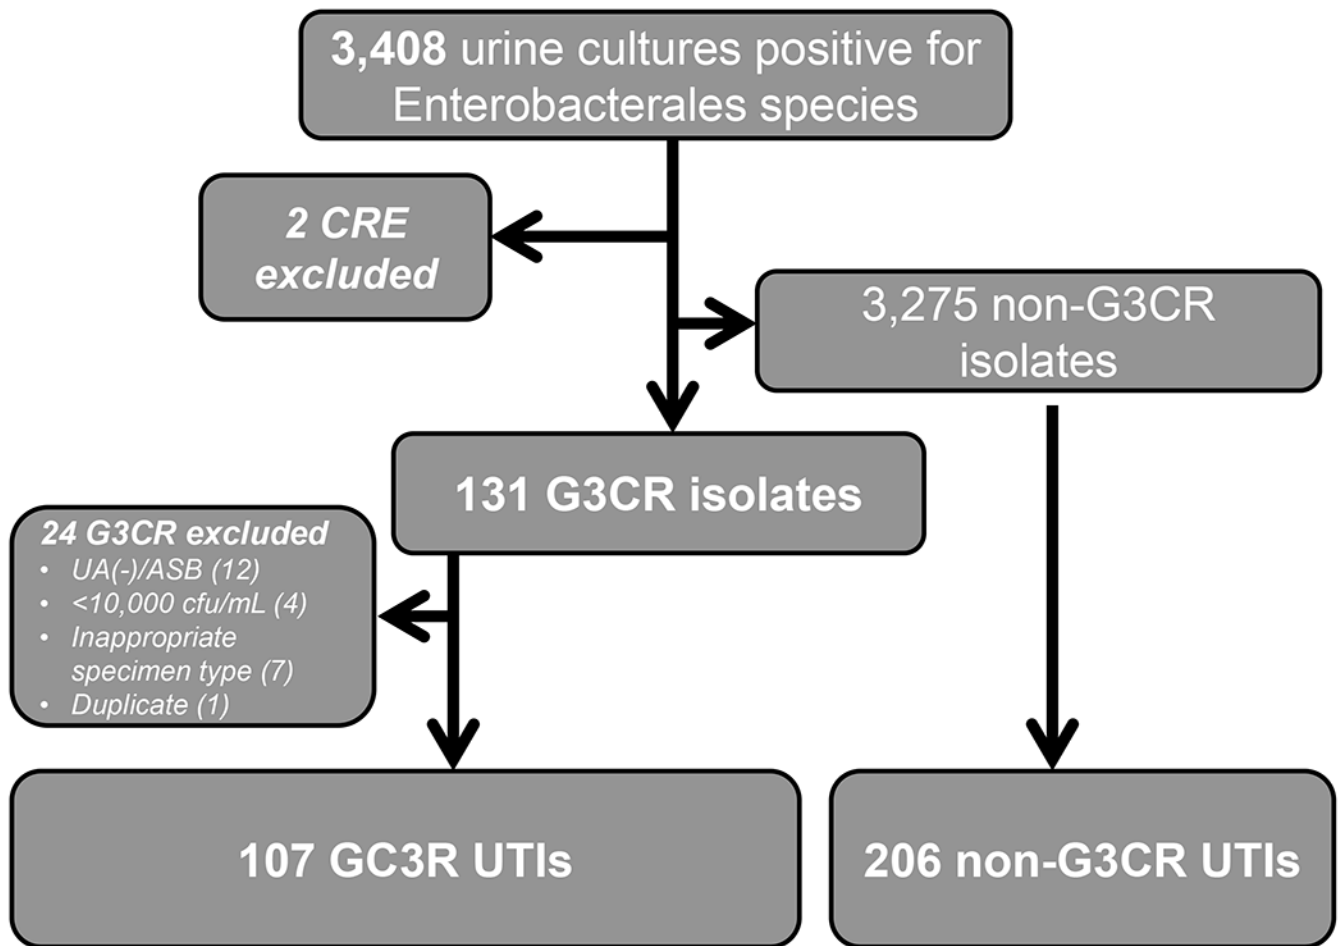 3,408 urine cultures positive for
Enterobacterales species
2 CRE
excluded
3,275 non-G3CR
isolates
131 G3CR isolates
24 G3CR excluded
• UA(-)/ASB (12)
• <10,000 cfu/mL (4)
• Inappropriate
specimen type (7)
• Duplicate (1)
107 GC3R UTIs
206 non-G3CR UTIs